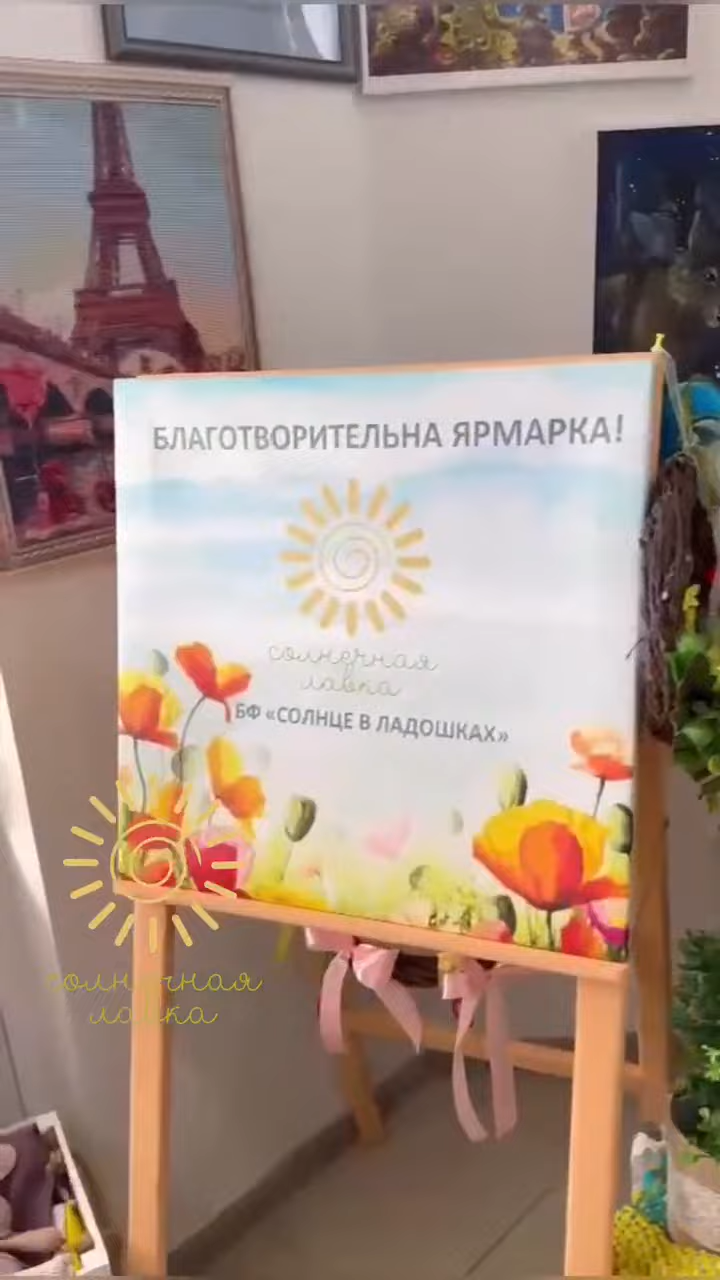 БЛАГОТВОРИТЕЛЬНА ЯРМАРКА!
солнечная
лавка
БФ «СОЛНЦЕ В ЛАДОШКАХ»
солнечная
лавка